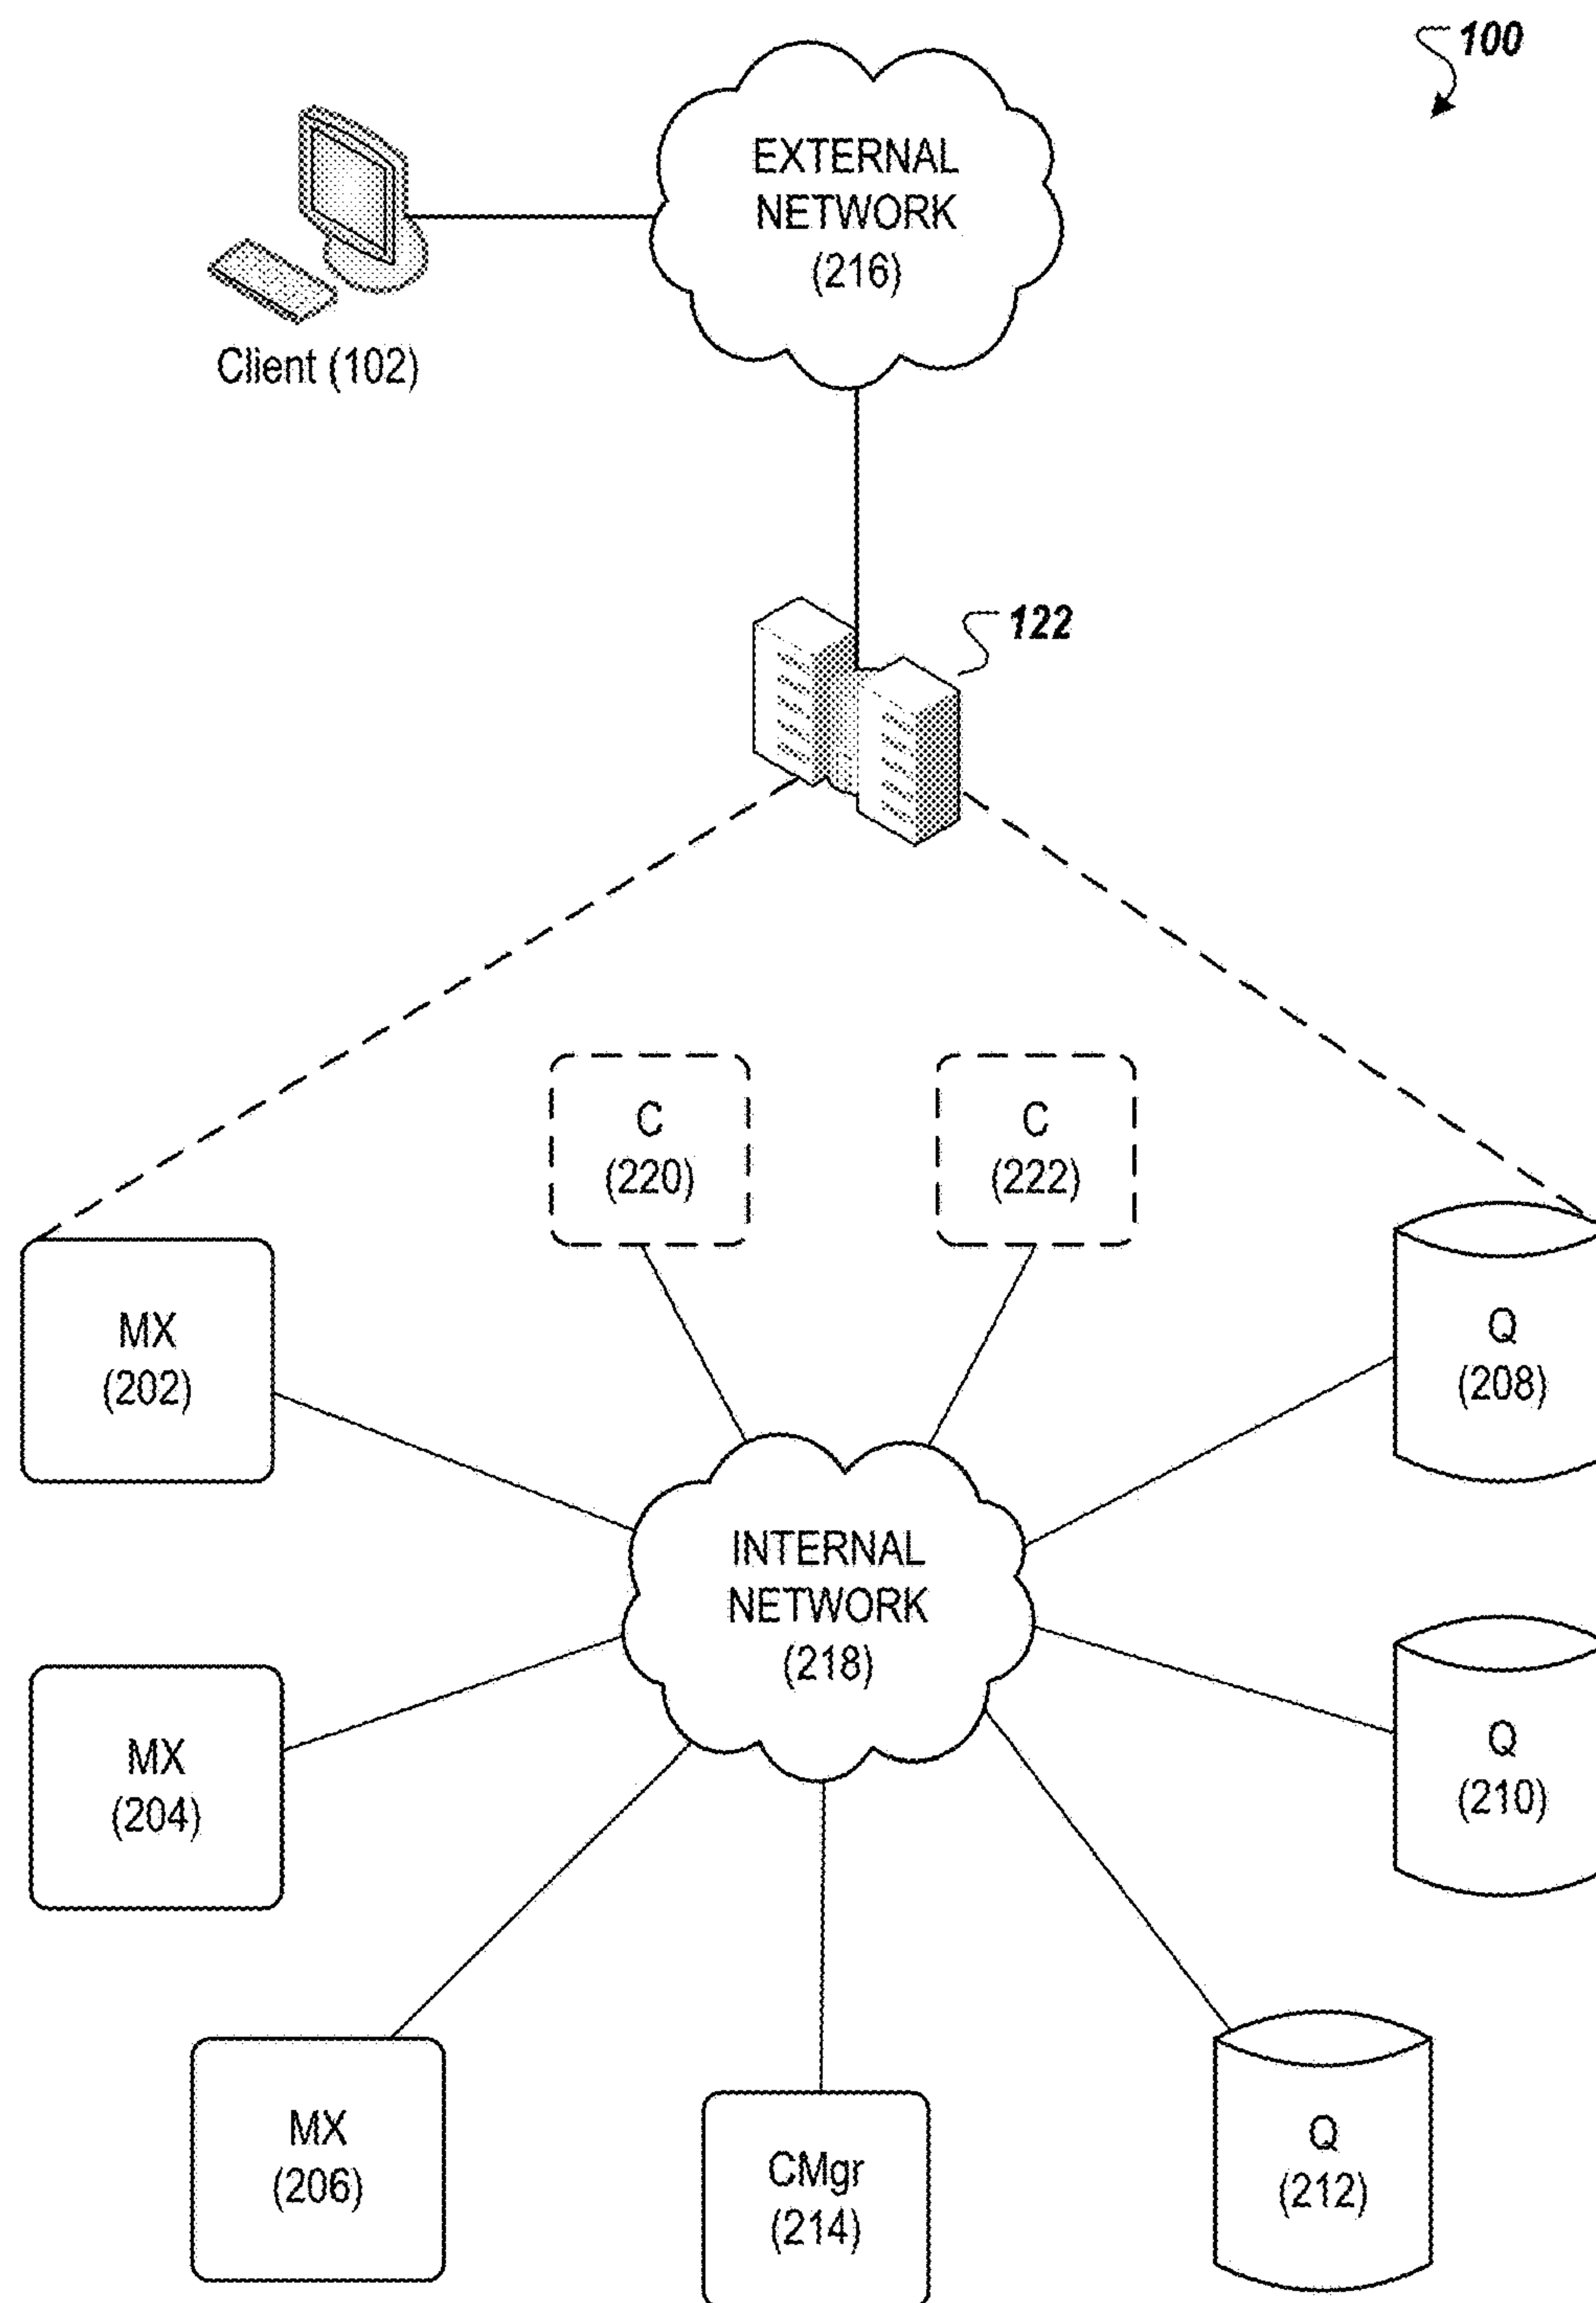 100
EXTERNAL
NETWORK
(216)
Client (102)
122
C
(220)
C
(222)
MX
(202)
Q
(208)
INTERNAL
NETWORK
(218)
MX
(204)
Q
(210)
MX
(206)
CMgr
(214)
Q
(212)